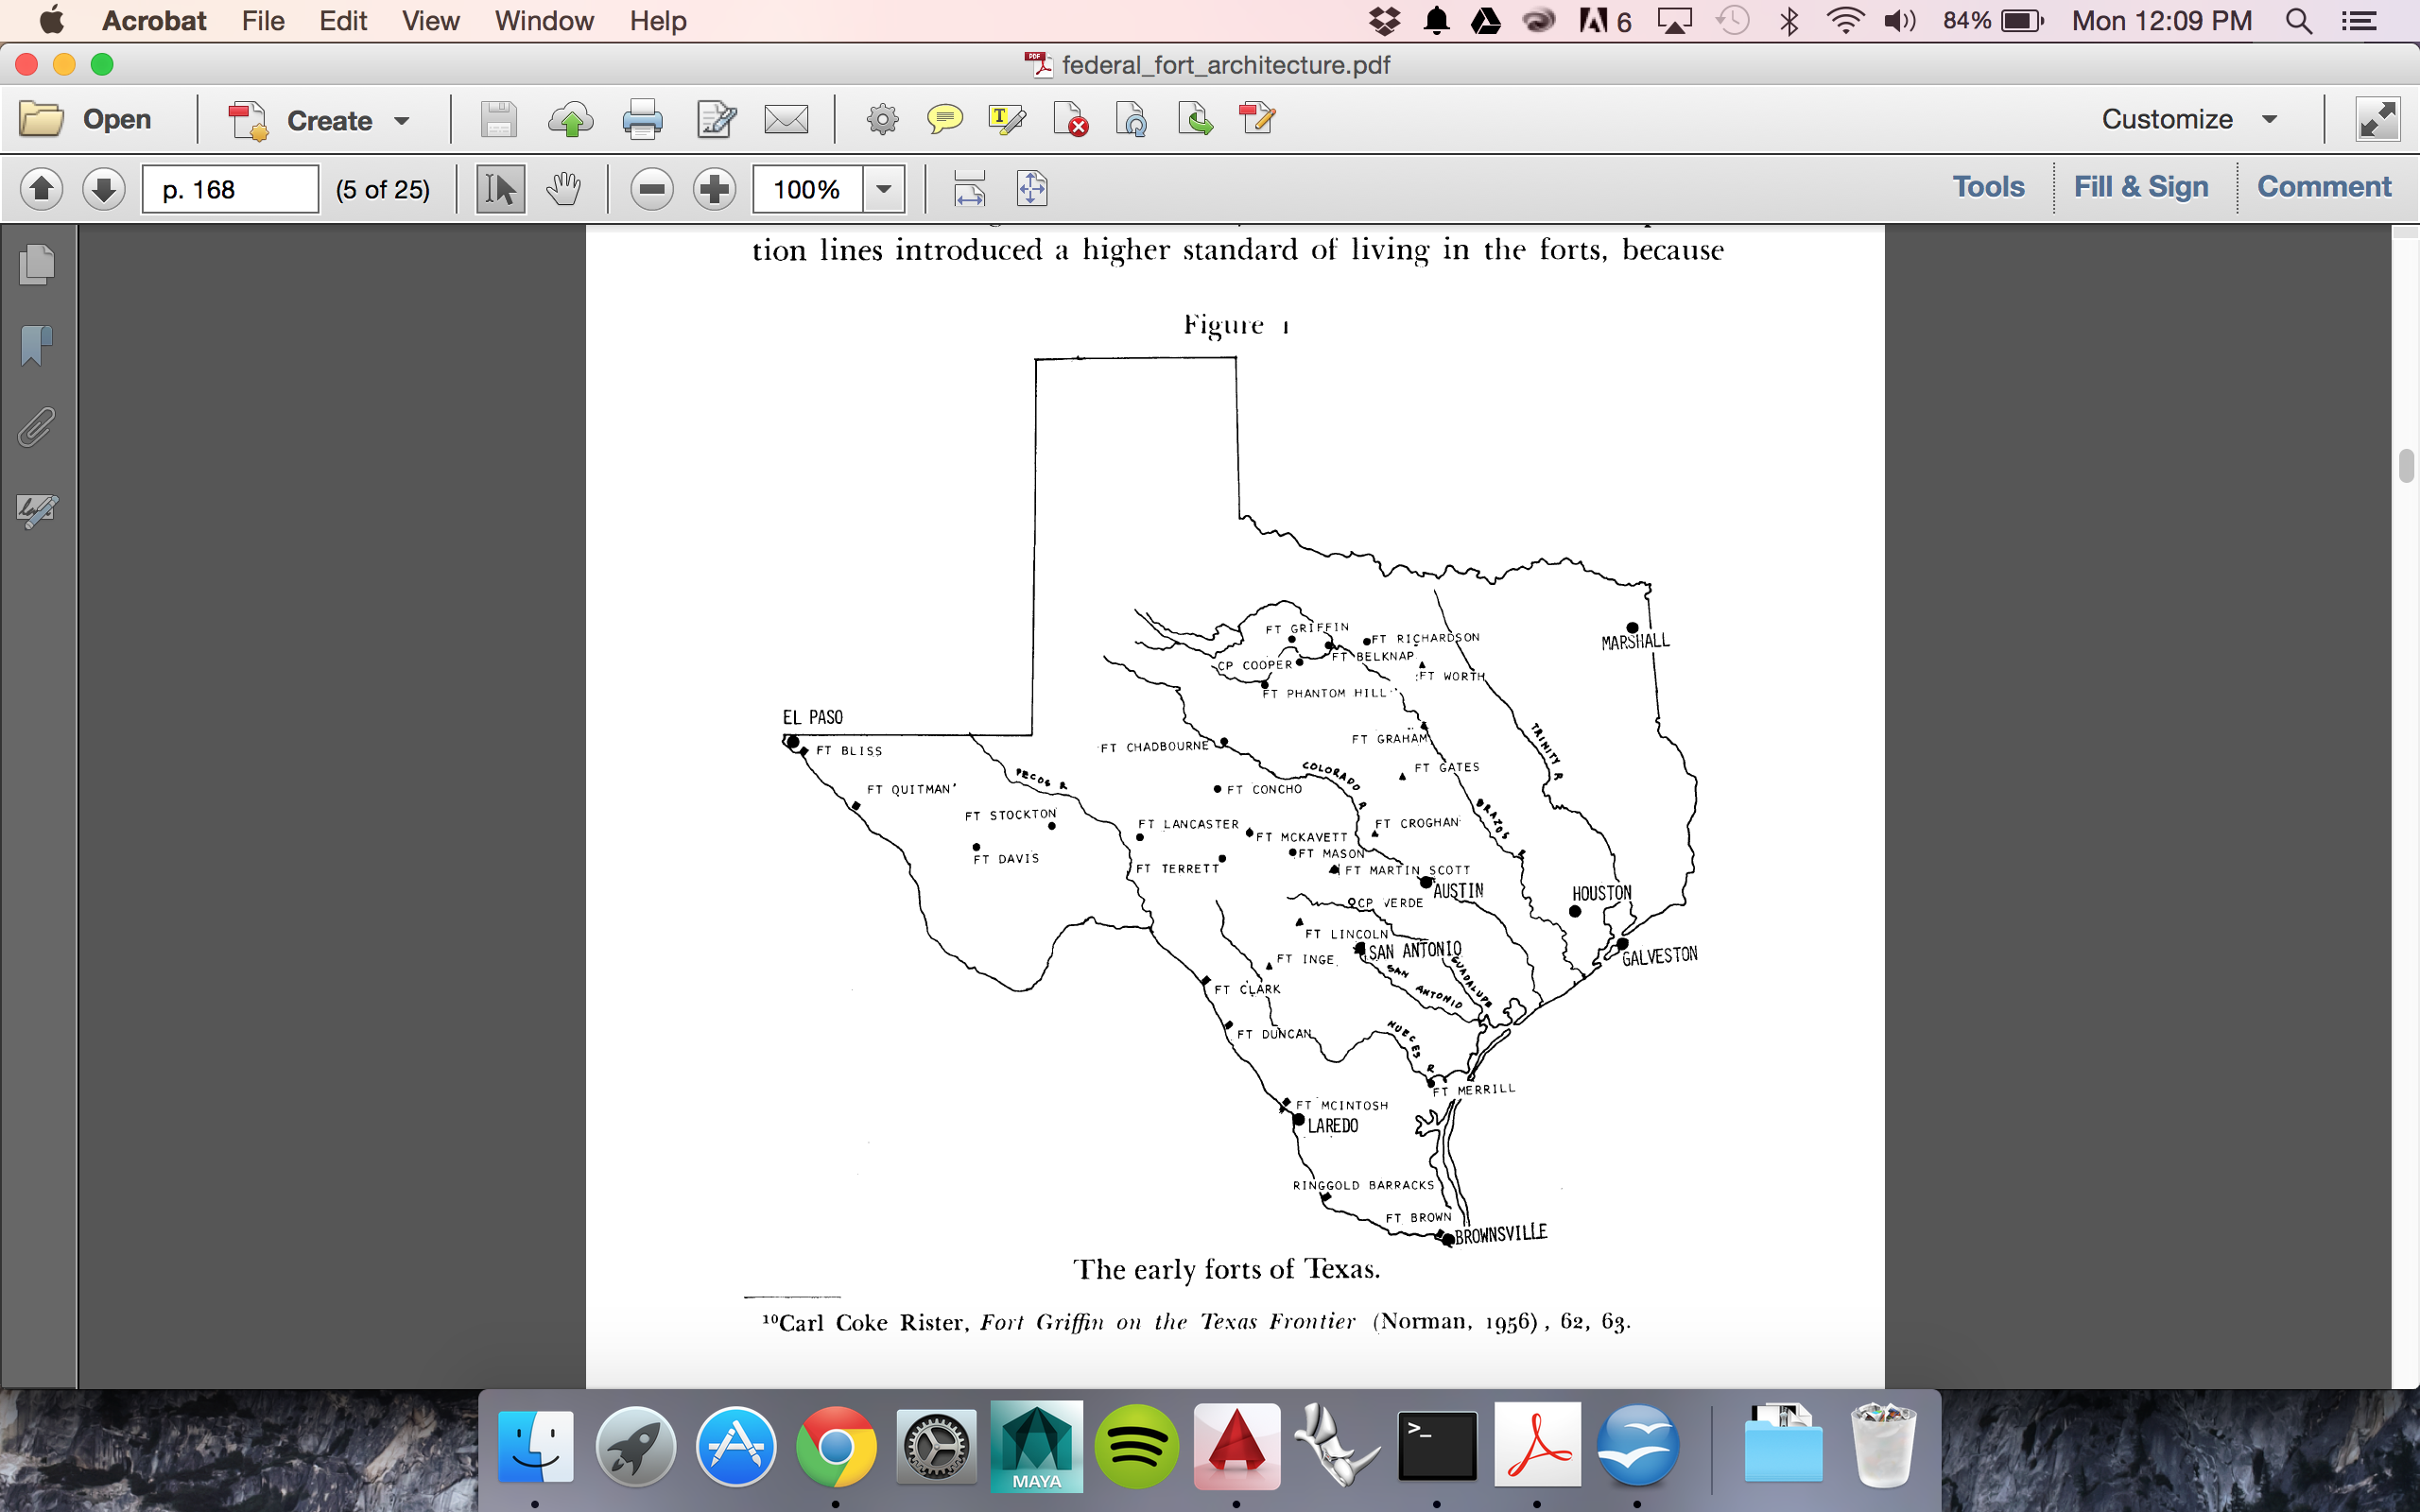 Acrobat File Edit View Window Help 6 84% Mon 12:09 PM
federal_fort_architecture.pdf
Open Create Customize
p. 168 (5 of 25) 100% Tools Fill & Sign Comment
tion lines introduced a higher standard of living in the forts, because
Figure 1
FT GRIFFIN
FT RICHARDSON
MARSHALL
CP COOPER
FT BELKNAP
FT WORTH
FT PHANTOM HILL
EL PASO
FT BLISS
FT CHADBOURNE
FT GRAHAM
TRINITY R
FT GATES
PECOS R
COLORADO R
FT QUITMAN
FT CONCHO
BRAZOS R
FT STOCKTON
FT LANCASTER
FT CROGHAN
FT MCKAVETT
FT DAVIS
FT MASON
FT TERRETT
FT MARTIN SCOTT
AUSTIN
HOUSTON
CP VERDE
FT LINCOLN
SAN ANTONIO
GALVESTON
FT INGE
SAN ANTONIO
GUADALUPE
FT CLARK
FT DUNCAN
NUECES R
FT MERRILL
FT MCINTOSH
LAREDO
RINGGOLD BARRACKS
FT BROWN
BROWNSVILLE
The early forts of Texas.
¹⁰Carl Coke Rister, Fort Griffin on the Texas Frontier (Norman, 1956), 62, 63.
MAYA